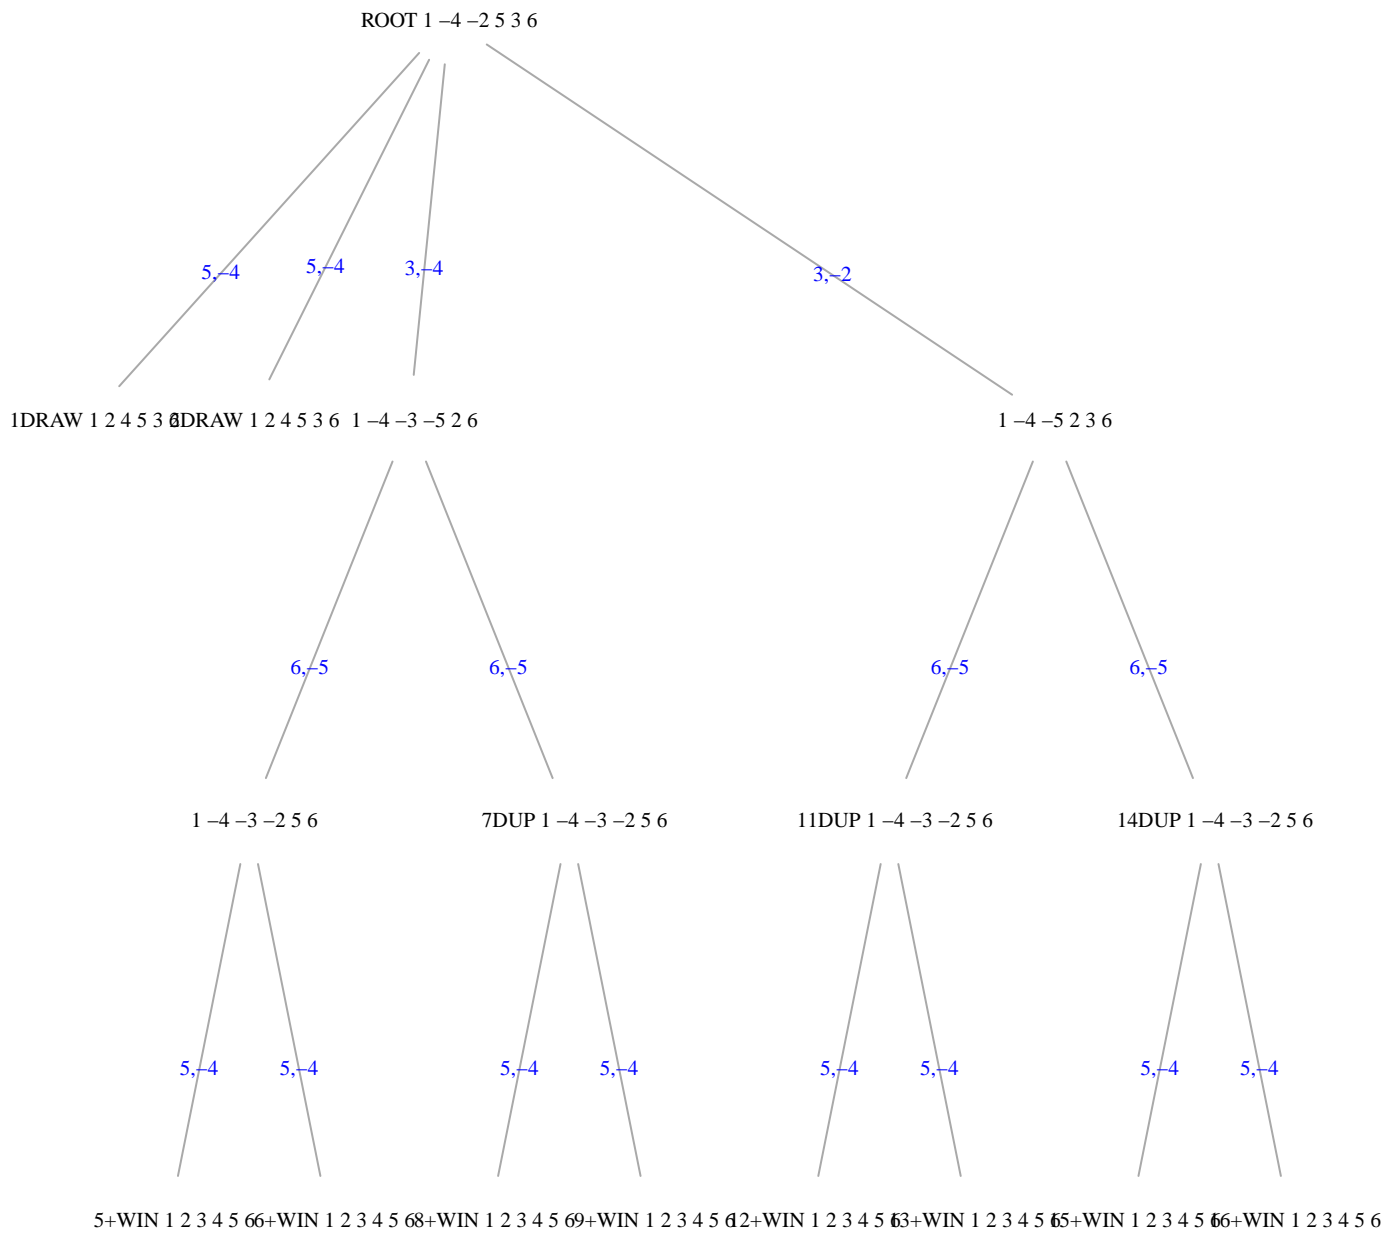 ROOT 1 –4 –2 5 3 6
5,–4 5,–4 3,–4 3,–2
1DRAW 1 2 4 5 3 6 2DRAW 1 2 4 5 3 6 1 –4 –3 –5 2 6 1 –4 –5 2 3 6
6,–5 6,–5 6,–5 6,–5
1 –4 –3 –2 5 6 7DUP 1 –4 –3 –2 5 6 11DUP 1 –4 –3 –2 5 6 14DUP 1 –4 –3 –2 5 6
5,–4 5,–4 5,–4 5,–4 5,–4 5,–4 5,–4 5,–4
5+WIN 1 2 3 4 5 6 6+WIN 1 2 3 4 5 6 8+WIN 1 2 3 4 5 6 9+WIN 1 2 3 4 5 6 12+WIN 1 2 3 4 5 6 13+WIN 1 2 3 4 5 6 15+WIN 1 2 3 4 5 6 16+WIN 1 2 3 4 5 6